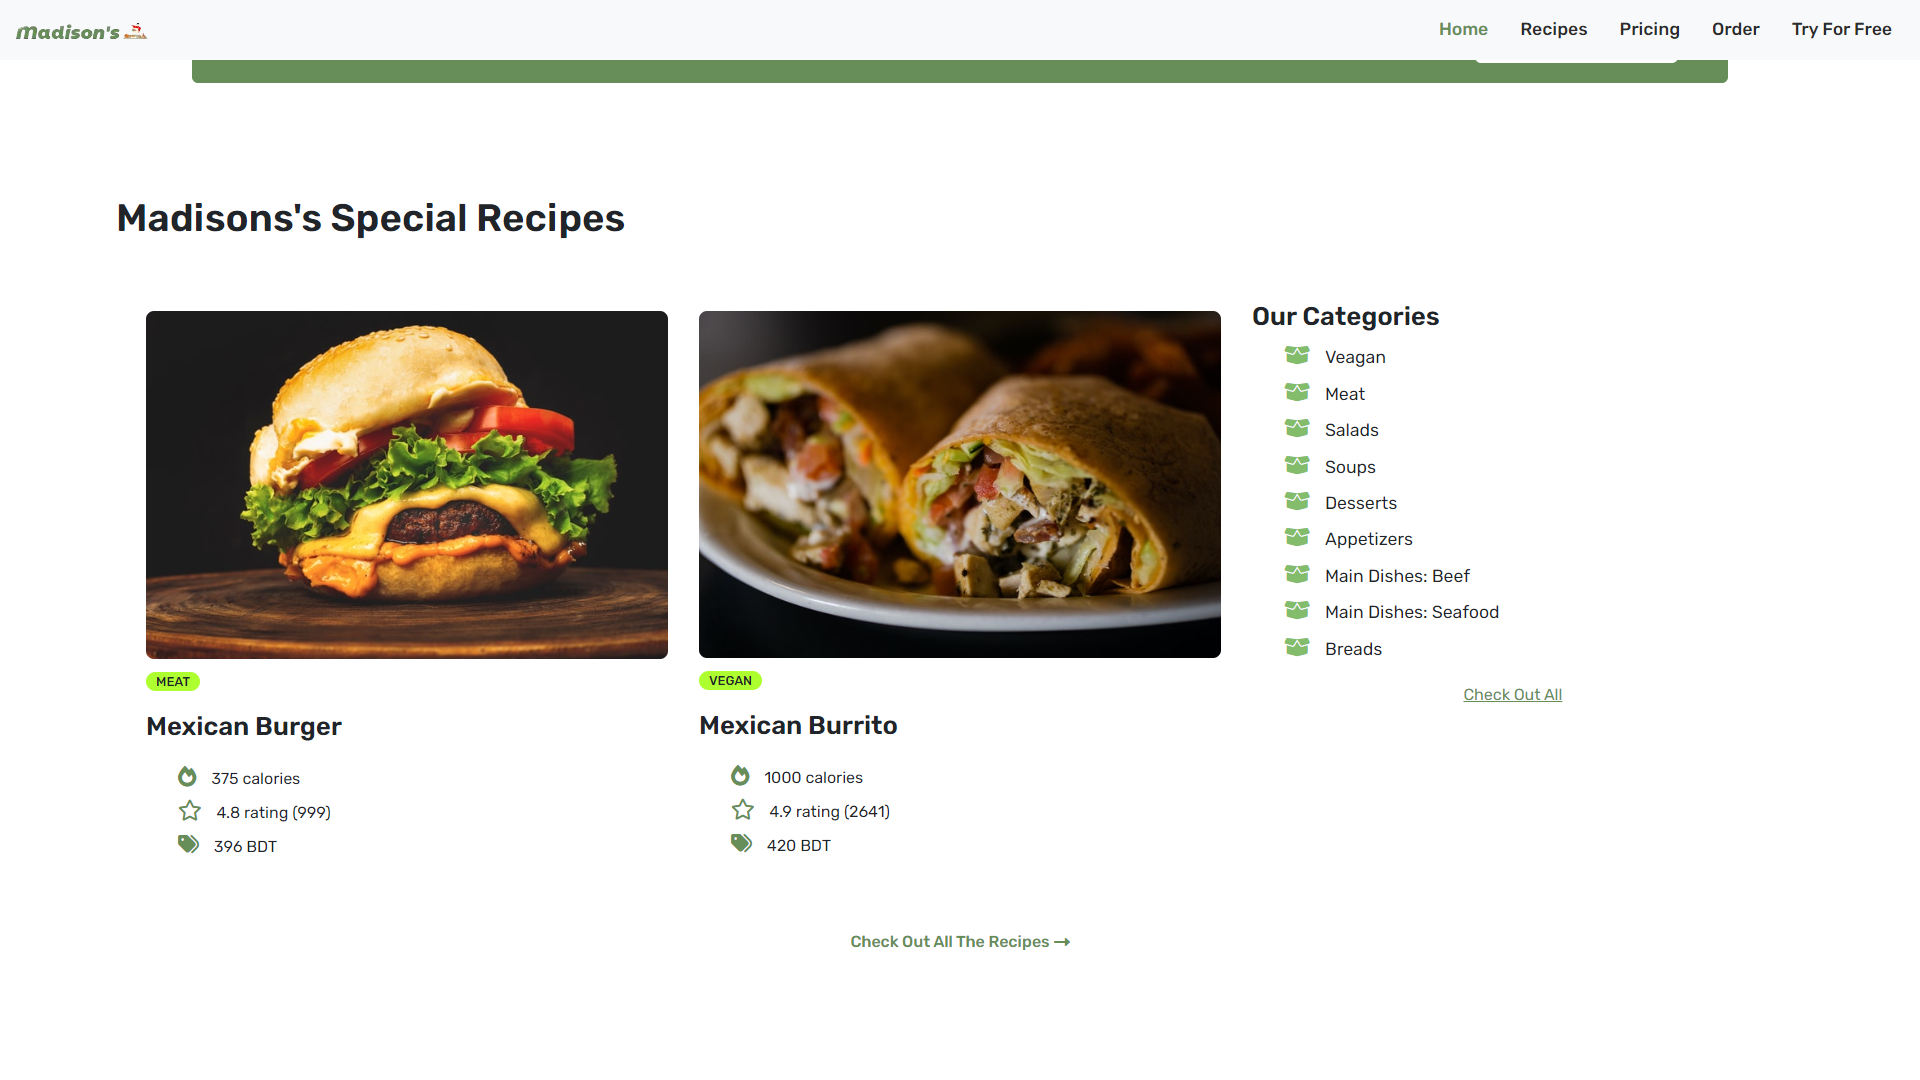 Madison's
Home
Recipes
Pricing
Order
Try For Free
Madisons's Special Recipes
MEAT
Mexican Burger
375 calories
4.8 rating (999)
396 BDT
VEGAN
Mexican Burrito
1000 calories
4.9 rating (2641)
420 BDT
Our Categories
Veagan
Meat
Salads
Soups
Desserts
Appetizers
Main Dishes: Beef
Main Dishes: Seafood
Breads
Check Out All
Check Out All The Recipes →